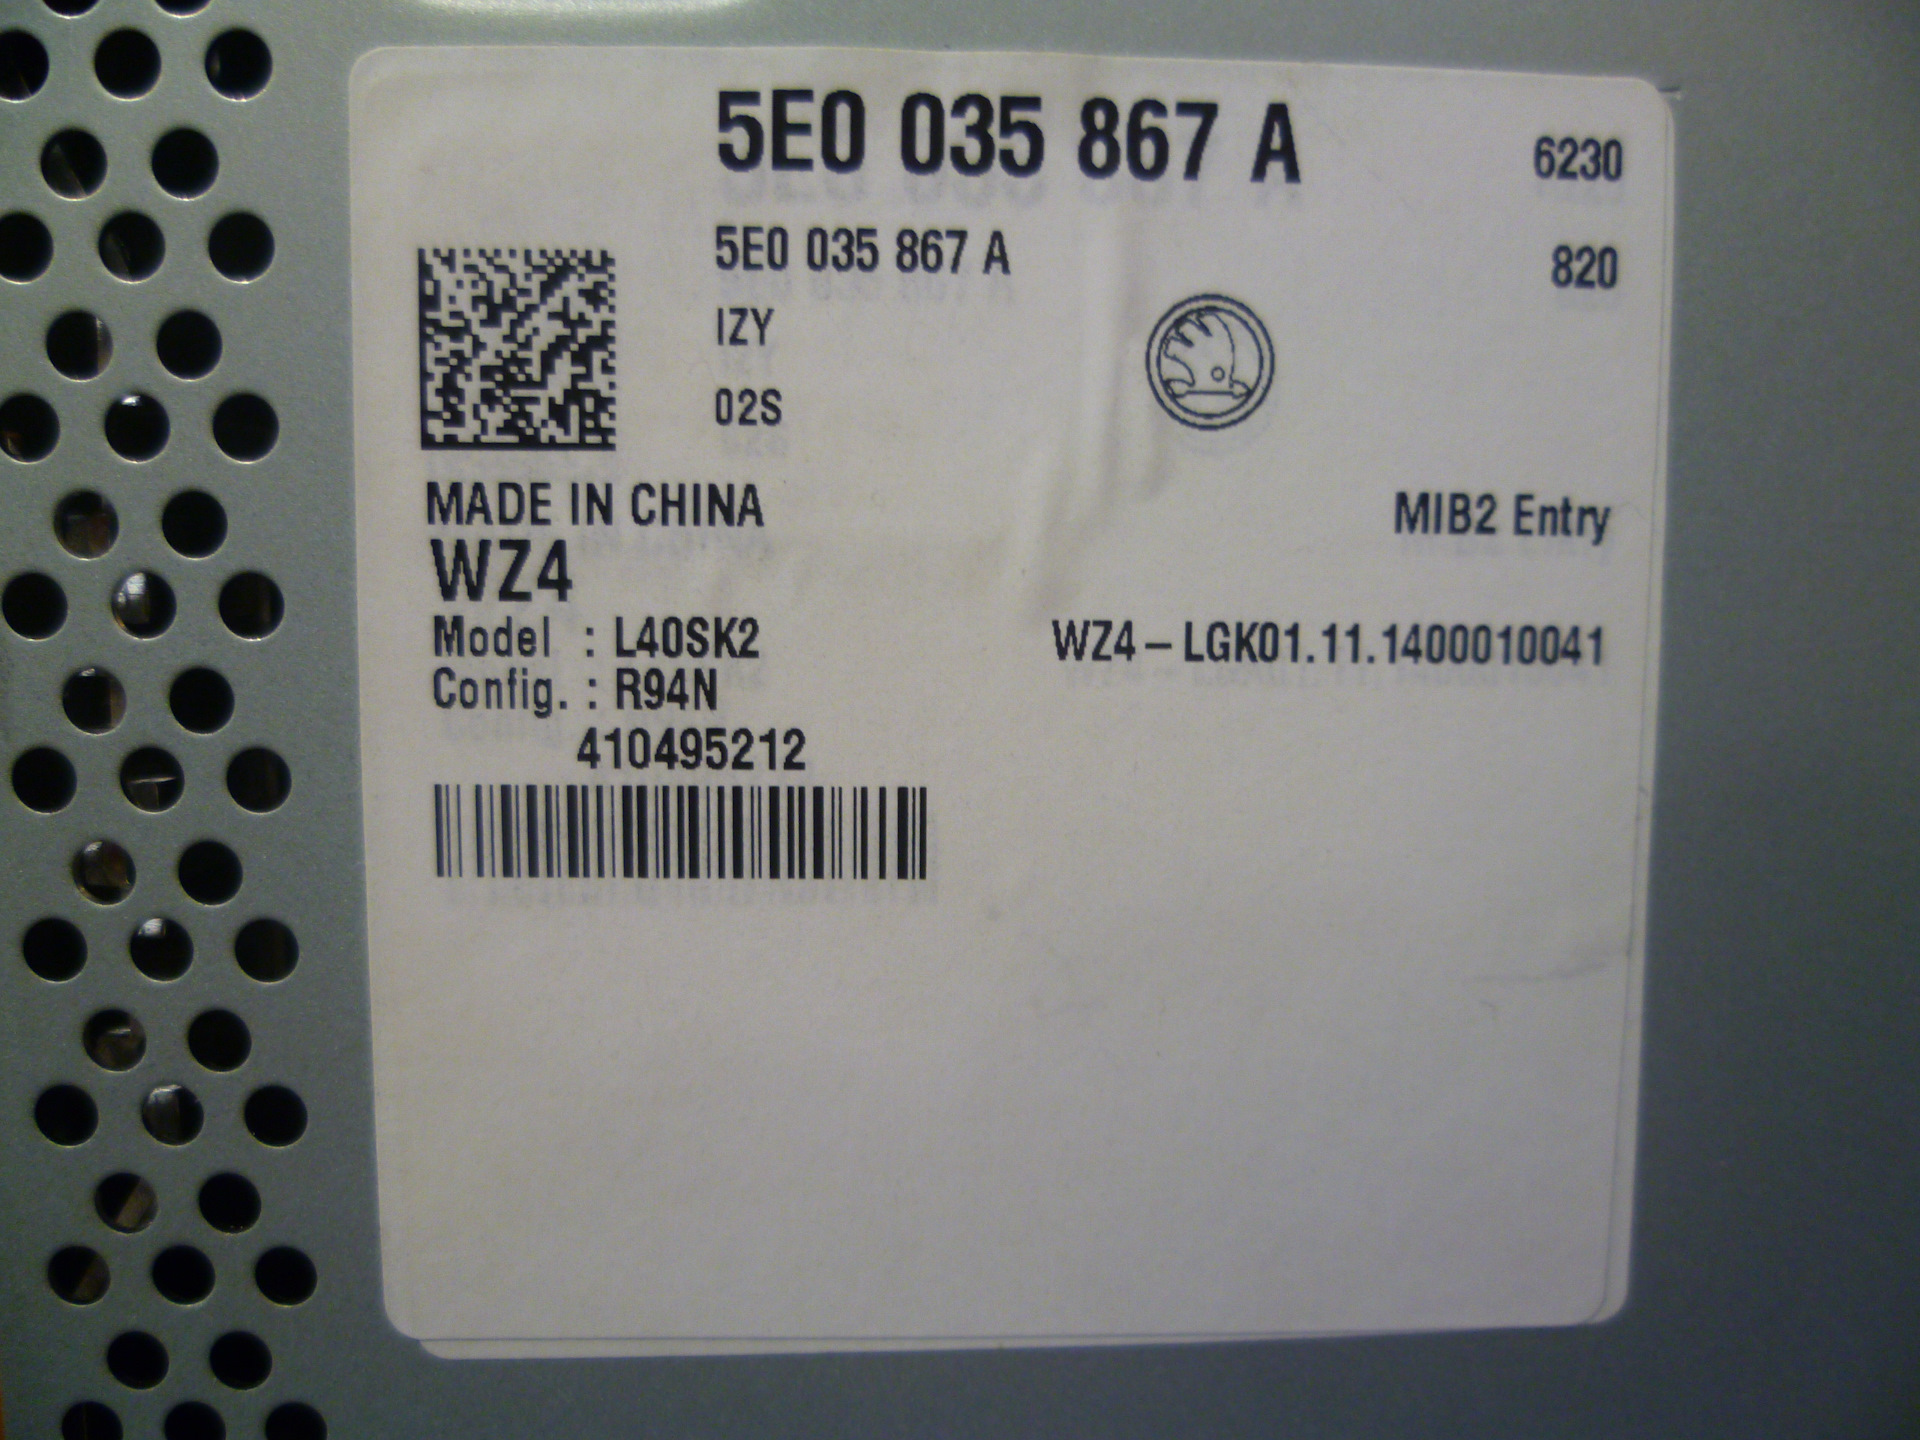 5E0 035 867 A
6230
5E0 035 867 A
820
IZY
02S
MADE IN CHINA
MIB2 Entry
WZ4
Model : L40SK2
WZ4 – LGK01.11.1400010041
Config. : R94N
410495212